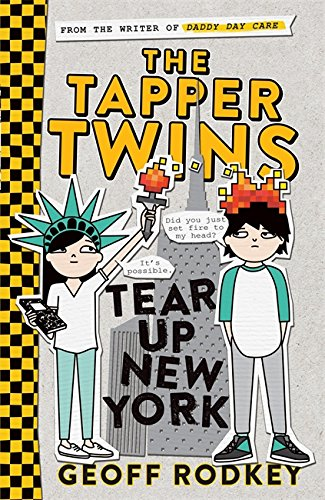 FROM THE WRITER OF DADDY DAY CARE
THE
TAPPER
TWINS
Did you just
set fire to
my head?
It's
possible.
TEAR
UP
NEW
YORK
GEOFF RODKEY